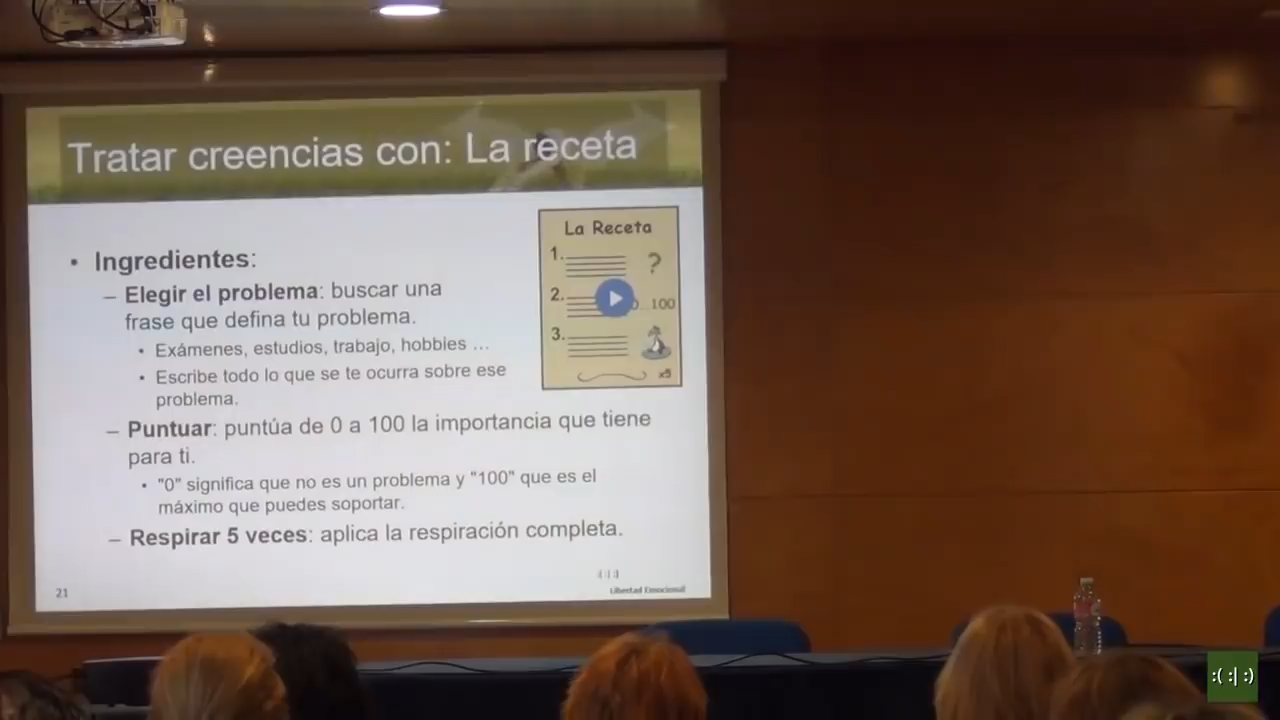 Tratar creencias con: La receta
• Ingredientes:
– Elegir el problema: buscar una
frase que defina tu problema.
• Exámenes, estudios, trabajo, hobbies ...
• Escribe todo lo que se te ocurra sobre ese
problema.
– Puntuar: puntúa de 0 a 100 la importancia que tiene
para ti.
• "0" significa que no es un problema y "100" que es el
máximo que puedes soportar.
– Respirar 5 veces: aplica la respiración completa.
La Receta
1. ?
2. 0...100
3.
x5
21
Libertad Emocional
:( :| :)